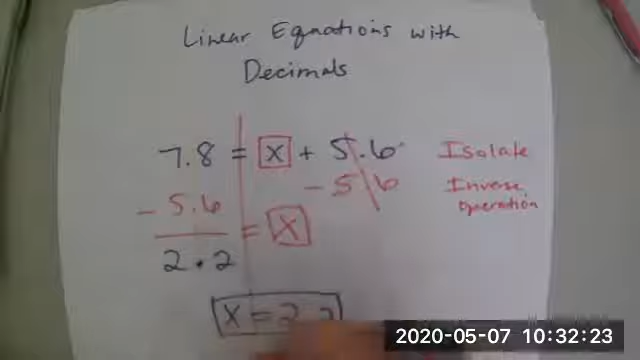 Linear Equations with
Decimals
7.8 = x + 5.6 Isolate
- 5.6 - 5.6 Inverse operation
2.2 = x
x = 2.2
2020-05-07 10:32:23